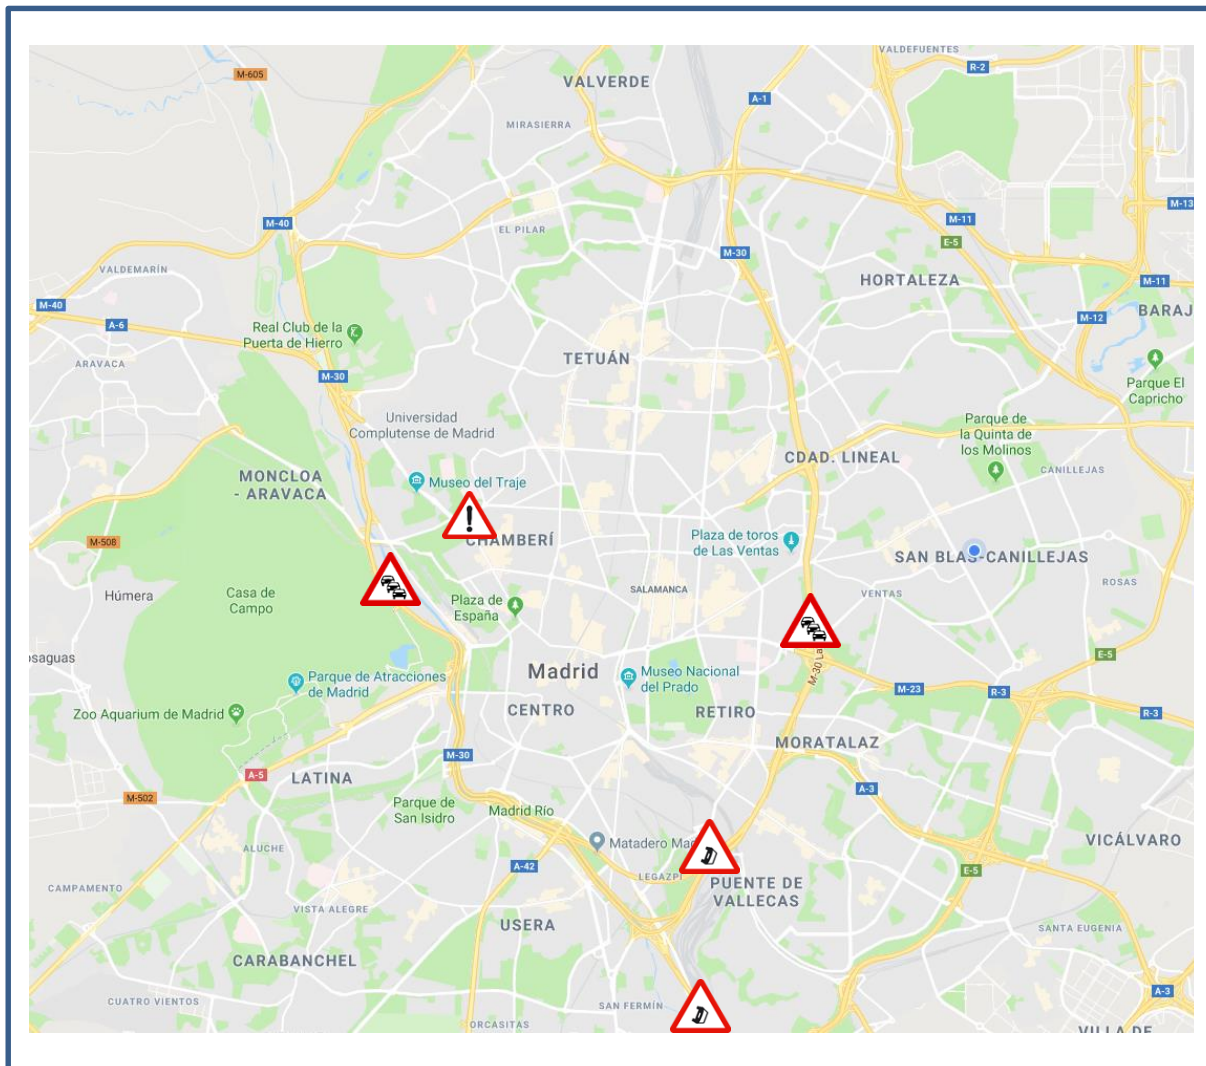 VALDEFUENTES
M-605
R-2
VALVERDE
A-1
MIRASIERRA
M-13
M-40
M-11
EL PILAR
E-5
M-30
VALDEMARÍN
HORTALEZA
M-11
M-40
BARAJ
M-12
A-6
Real Club de la
Puerta de Hierro
TETUÁN
ARAVACA
M-30
Parque El
Capricho
Universidad
Complutense de Madrid
Parque de
la Quinta de
los Molinos
CDAD. LINEAL
CANILLEJAS
MONCLOA
- ARAVACA
Museo del Traje
M-508
CHAMBERÍ
Plaza de toros
de Las Ventas
SAN BLAS-CANILLEJAS
ROSAS
Húmera
Casa de
Campo
Plaza de
España
SALAMANCA
VENTAS
osaguas
Madrid
Museo Nacional
del Prado
M-30 La
E-5
Parque de Atracciones
de Madrid
M-23
R-3
Zoo Aquarium de Madrid
CENTRO
RETIRO
R-3
MORATALAZ
M-30
A-5
LATINA
A-3
M-502
Parque de
San Isidro
Madrid Río
Matadero Mad
VICÁLVARO
ALUCHE
A-42
LEGAZPI
E-5
PUENTE DE
VALLECAS
CAMPAMENTO
VISTA ALEGRE
USERA
SANTA EUGENIA
CARABANCHEL
A-3
CUATRO VIENTOS
SAN FERMÍN
ORCASITAS
VILLA DE